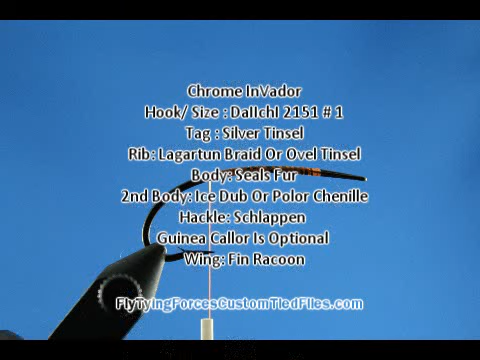 Chrome InVador
Hook/ Size : DaIIchI 2151 # 1
Tag : Silver Tinsel
Rib: Lagartun Braid Or Ovel Tinsel
Body: Seals Fur
2nd Body: Ice Dub Or Polor Chenille
Hackle: Schlappen
Guinea Callor Is Optional
Wing: Fin Racoon
FlyTyingForcesCustomTiedFlies.com